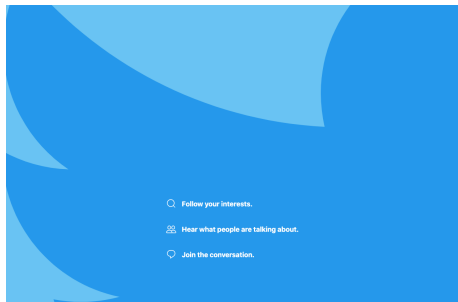 Follow your interests.
Hear what people are talking about.
Join the conversation.